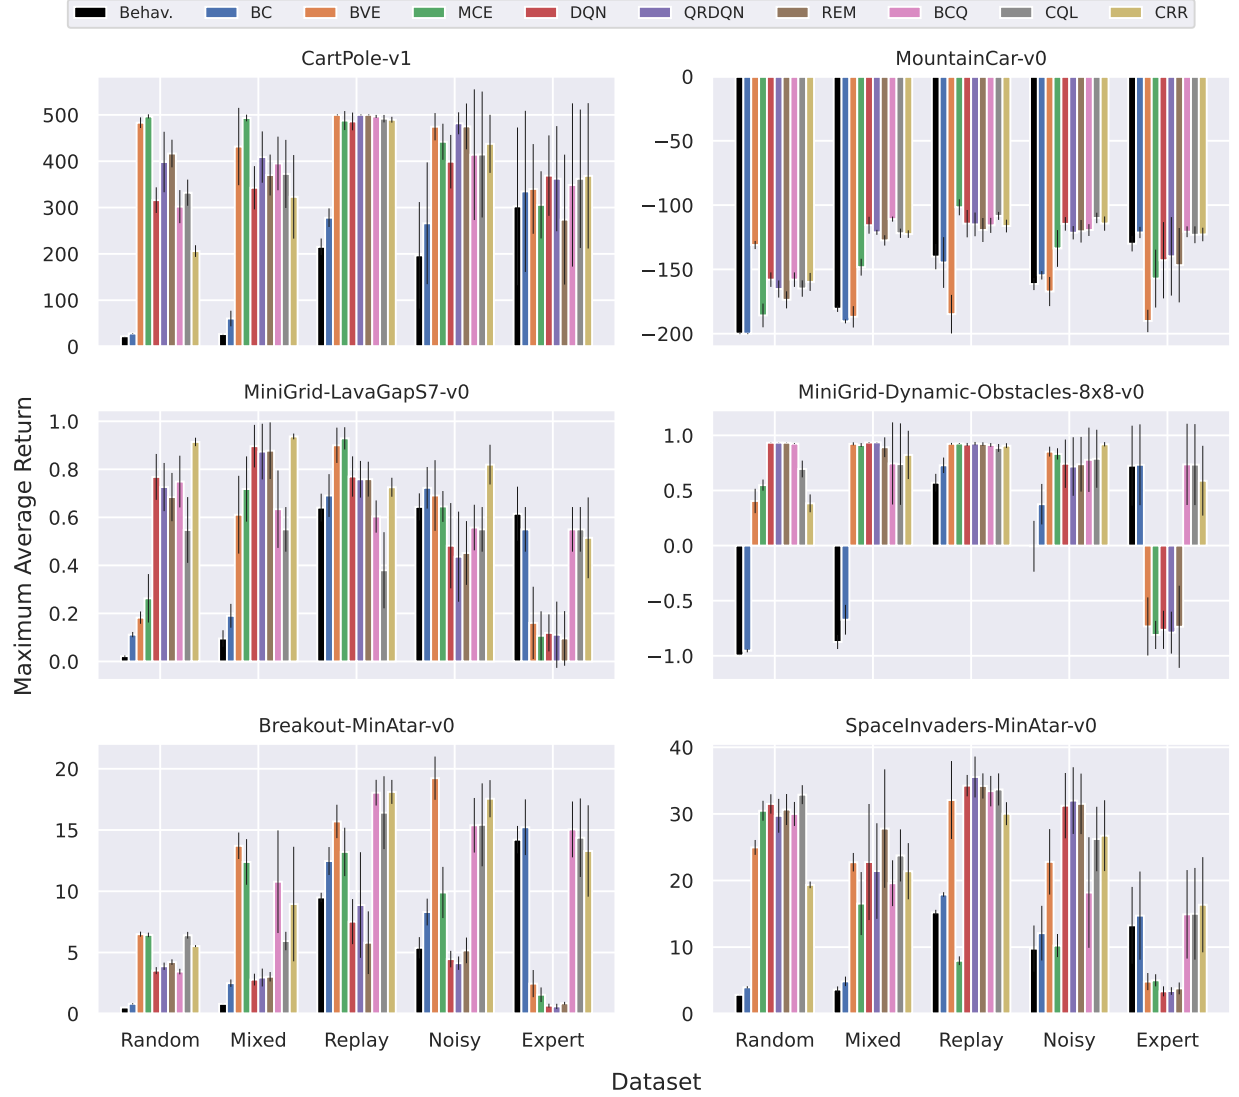 Behav. BC BVE MCE DQN QRDQN REM BCQ CQL CRR
CartPole-v1
MountainCar-v0
500
400
300
200
100
0
0
−50
−100
−150
−200
MiniGrid-LavaGapS7-v0
MiniGrid-Dynamic-Obstacles-8x8-v0
1.0
0.8
0.6
0.4
0.2
0.0
1.0
0.5
0.0
−0.5
−1.0
Maximum Average Return
Breakout-MinAtar-v0
SpaceInvaders-MinAtar-v0
20
15
10
5
0
40
30
20
10
0
Random Mixed Replay Noisy Expert
Random Mixed Replay Noisy Expert
Dataset